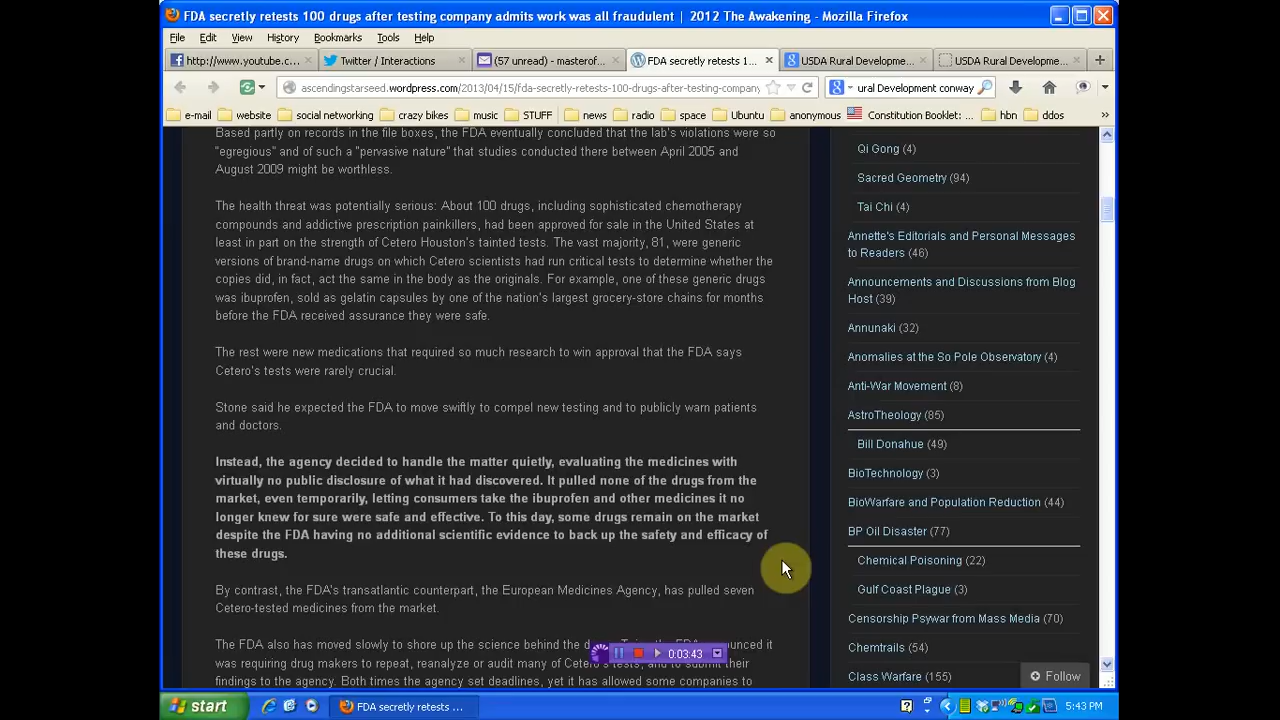 FDA secretly retests 100 drugs after testing company admits work was all fraudulent | 2012 The Awakening - Mozilla Firefox
File Edit View History Bookmarks Tools Help
http://www.youtube.c...
Twitter / Interactions
(57 unread) - masterof...
FDA secretly retests 1...
USDA Rural Developme...
USDA Rural Developme...
ascendingstarseed.wordpress.com/2013/04/15/fda-secretly-retests-100-drugs-after-testing-company
ural Development conway
e-mail website social networking crazy bikes music STUFF news radio space Ubuntu anonymous Constitution Booklet:... hbn ddos
Based partly on records in the file boxes, the FDA eventually concluded that the lab's violations were so
"egregious" and of such a "pervasive nature" that studies conducted there between April 2005 and
August 2009 might be worthless.
The health threat was potentially serious: About 100 drugs, including sophisticated chemotherapy
compounds and addictive prescription painkillers, had been approved for sale in the United States at
least in part on the strength of Cetero Houston's tainted tests. The vast majority, 81, were generic
versions of brand-name drugs on which Cetero scientists had run critical tests to determine whether the
copies did, in fact, act the same in the body as the originals. For example, one of these generic drugs
was ibuprofen, sold as gelatin capsules by one of the nation's largest grocery-store chains for months
before the FDA received assurance they were safe.
The rest were new medications that required so much research to win approval that the FDA says
Cetero's tests were rarely crucial.
Stone said he expected the FDA to move swiftly to compel new testing and to publicly warn patients
and doctors.
Instead, the agency decided to handle the matter quietly, evaluating the medicines with
virtually no public disclosure of what it had discovered. It pulled none of the drugs from the
market, even temporarily, letting consumers take the ibuprofen and other medicines it no
longer knew for sure were safe and effective. To this day, some drugs remain on the market
despite the FDA having no additional scientific evidence to back up the safety and efficacy of
these drugs.
By contrast, the FDA's transatlantic counterpart, the European Medicines Agency, has pulled seven
Cetero-tested medicines from the market.
The FDA also has moved slowly to shore up the science behind the
was requiring drug makers to repeat, reanalyze or audit many of Cetero's tests, and to submit their
findings to the agency. Both times the agency set deadlines, yet it has allowed some companies to
Qi Gong (4)
Sacred Geometry (94)
Tai Chi (4)
Annette's Editorials and Personal Messages
to Readers (46)
Announcements and Discussions from Blog
Host (39)
Annunaki (32)
Anomalies at the So Pole Observatory (4)
Anti-War Movement (8)
AstroTheology (85)
Bill Donahue (49)
BioTechnology (3)
BioWarfare and Population Reduction (44)
BP Oil Disaster (77)
Chemical Poisoning (22)
Gulf Coast Plague (3)
Censorship Psywar from Mass Media (70)
Chemtrails (54)
Class Warfare (155)
Follow
0:03:43
start
FDA secretly retests ...
5:43 PM